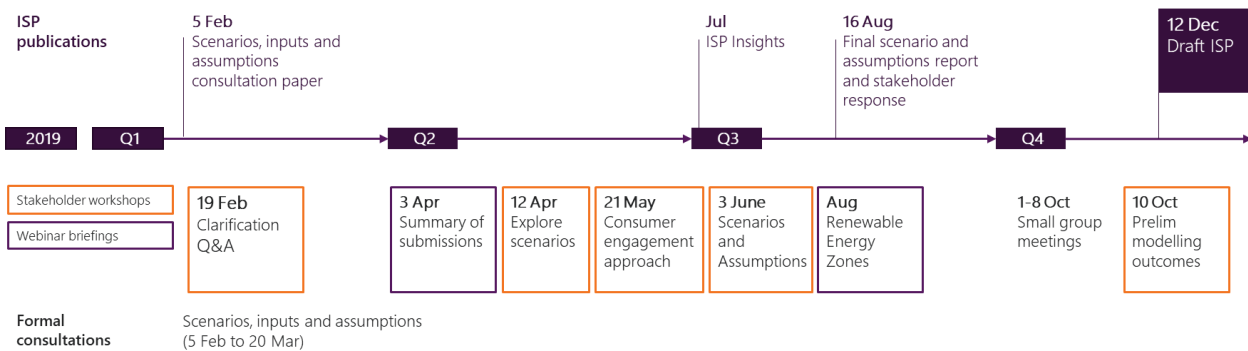 ISP
publications
5 Feb
Scenarios, inputs and
assumptions
consultation paper
Jul
ISP Insights
16 Aug
Final scenario and
assumptions report
and stakeholder
response
12 Dec
Draft ISP
2019
Q1
Q2
Q3
Q4
Stakeholder workshops
Webinar briefings
19 Feb
Clarification
Q&A
3 Apr
Summary of
submissions
12 Apr
Explore
scenarios
21 May
Consumer
engagement
approach
3 June
Scenarios
and
Assumptions
Aug
Renewable
Energy
Zones
1-8 Oct
Small group
meetings
10 Oct
Prelim
modelling
outcomes
Formal
consultations
Scenarios, inputs and assumptions
(5 Feb to 20 Mar)